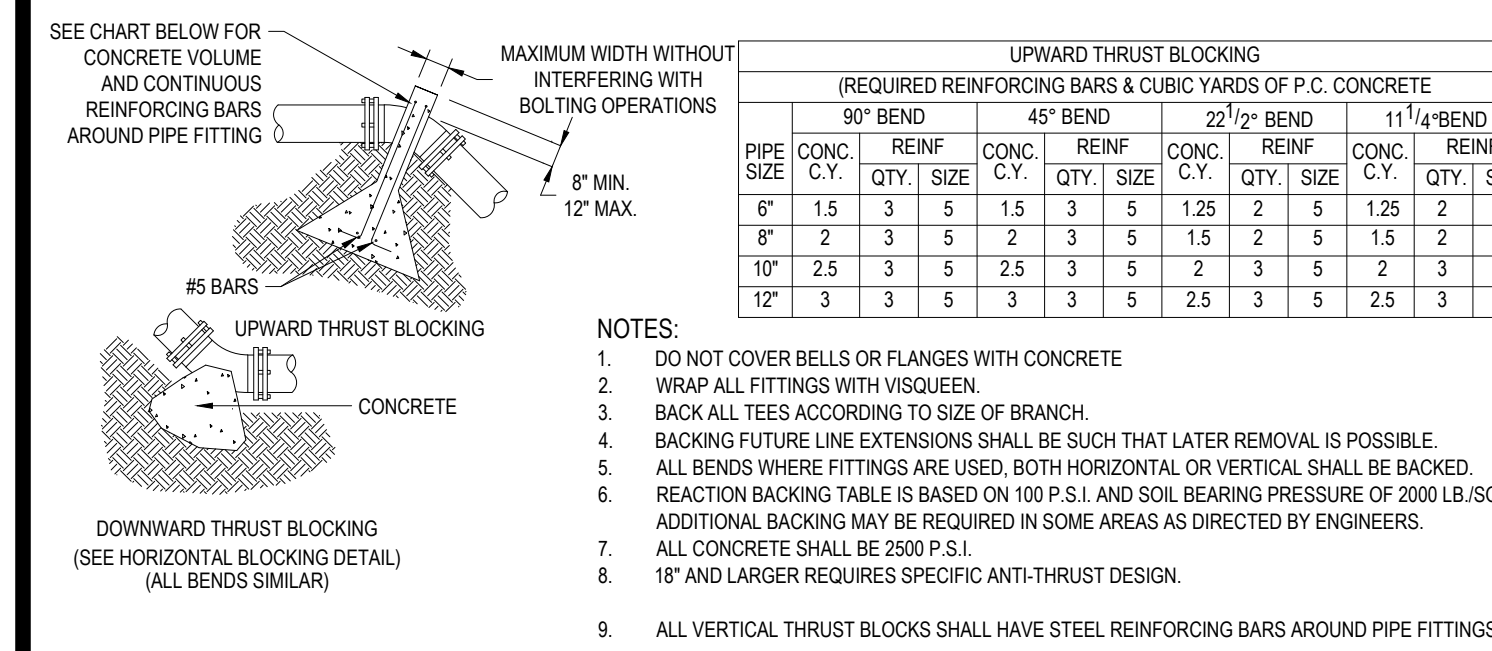 SEE CHART BELOW FOR
CONCRETE VOLUME
AND CONTINUOUS
REINFORCING BARS
AROUND PIPE FITTING
MAXIMUM WIDTH WITHOUT
INTERFERING WITH
BOLTING OPERATIONS
8" MIN.
12" MAX.
#5 BARS
UPWARD THRUST BLOCKING
CONCRETE
DOWNWARD THRUST BLOCKING
(SEE HORIZONTAL BLOCKING DETAIL)
(ALL BENDS SIMILAR)
UPWARD THRUST BLOCKING
(REQUIRED REINFORCING BARS & CUBIC YARDS OF P.C. CONCRETE
90° BEND 45° BEND 22 1/2° BEND 11 1/4°BEND
PIPE SIZE CONC. C.Y. REINF CONC. C.Y. REINF CONC. C.Y. REINF CONC. C.Y.
QTY. SIZE QTY. SIZE QTY. SIZE QTY.
6" 1.5 3 5 1.5 3 5 1.25 2 5 1.25 2
8" 2 3 5 2 3 5 1.5 2 5 1.5 2
10" 2.5 3 5 2.5 3 5 2 3 5 2 3
12" 3 3 5 3 3 5 2.5 3 5 2.5 3
NOTES:
1. DO NOT COVER BELLS OR FLANGES WITH CONCRETE
2. WRAP ALL FITTINGS WITH VISQUEEN.
3. BACK ALL TEES ACCORDING TO SIZE OF BRANCH.
4. BACKING FUTURE LINE EXTENSIONS SHALL BE SUCH THAT LATER REMOVAL IS POSSIBLE.
5. ALL BENDS WHERE FITTINGS ARE USED, BOTH HORIZONTAL OR VERTICAL SHALL BE BACKED.
6. REACTION BACKING TABLE IS BASED ON 100 P.S.I. AND SOIL BEARING PRESSURE OF 2000
ADDITIONAL BACKING MAY BE REQUIRED IN SOME AREAS AS DIRECTED BY ENGINEERS.
7. ALL CONCRETE SHALL BE 2500 P.S.I.
8. 18" AND LARGER REQUIRES SPECIFIC ANTI-THRUST DESIGN.
9. ALL VERTICAL THRUST BLOCKS SHALL HAVE STEEL REINFORCING BARS AROUND PIPE FITTINGS